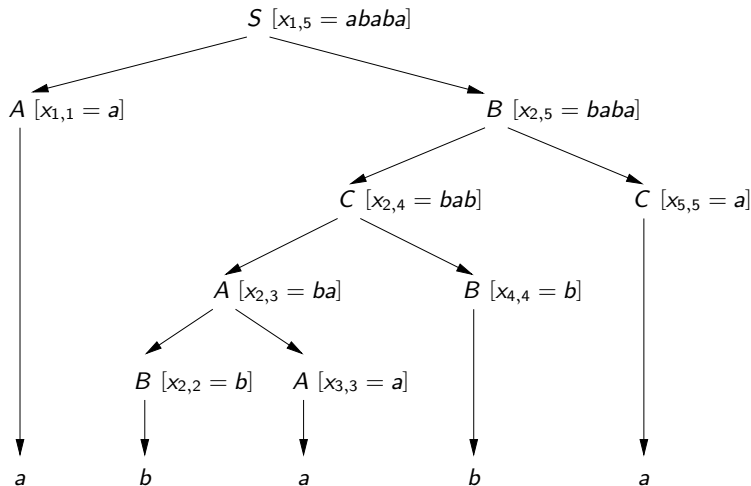 S [x₁,₅ = ababa]
A [x₁,₁ = a] B [x₂,₅ = baba]
C [x₂,₄ = bab] C [x₅,₅ = a]
A [x₂,₃ = ba] B [x₄,₄ = b]
B [x₂,₂ = b] A [x₃,₃ = a]
a b a b a